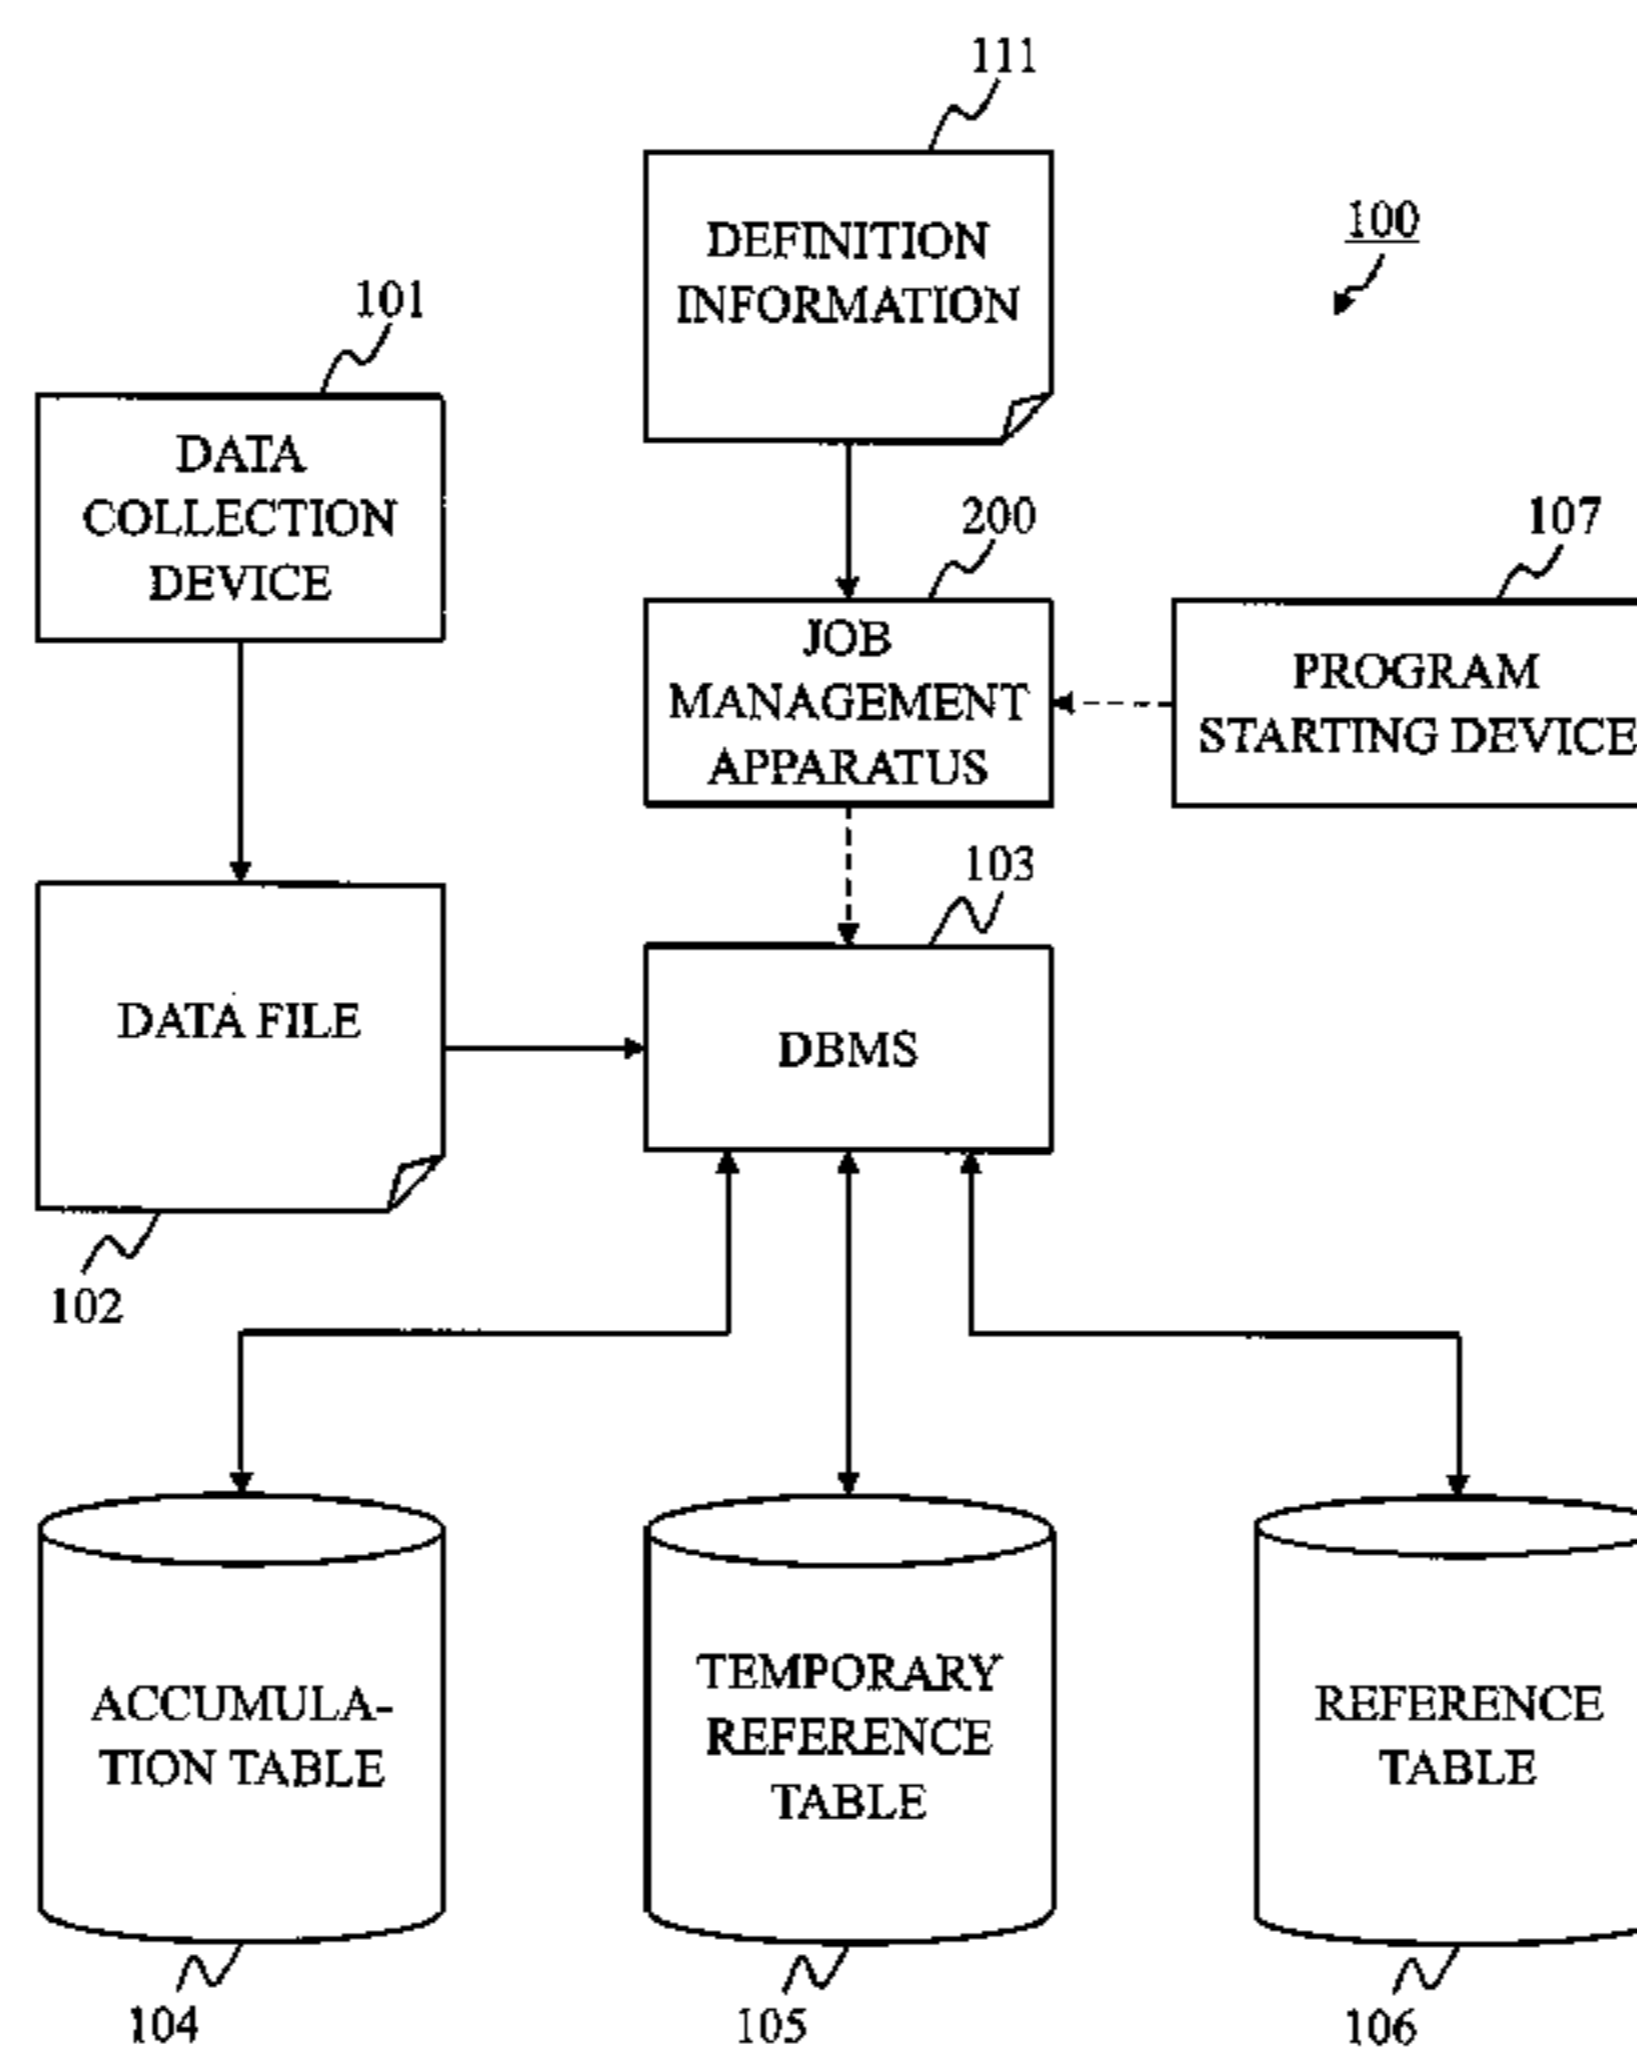 111
DEFINITION
INFORMATION
100
101
DATA
COLLECTION
DEVICE
200
JOB
MANAGEMENT
APPARATUS
107
PROGRAM
STARTING DEVICE
103
DATA FILE
DBMS
102
ACCUMULA-
TION TABLE
TEMPORARY
REFERENCE
TABLE
REFERENCE
TABLE
104
105
106